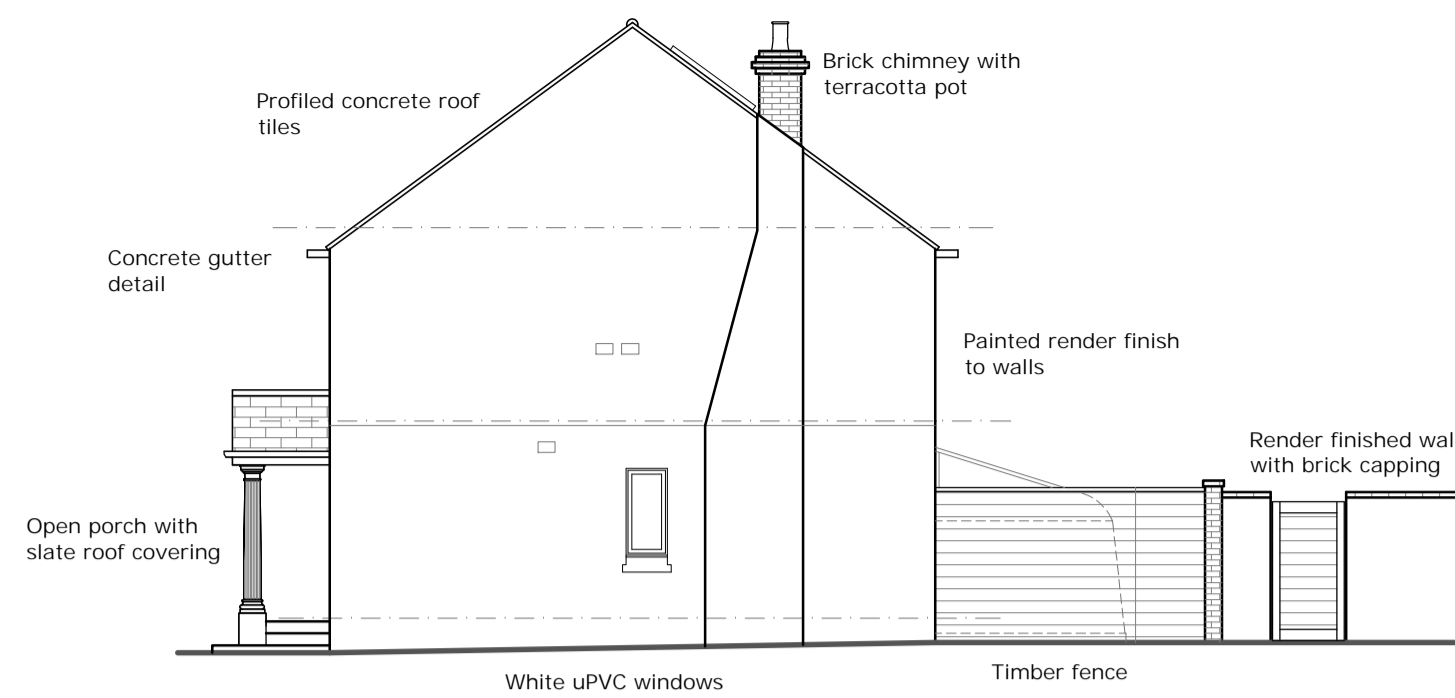 Brick chimney with
terracotta pot
Profiled concrete roof
tiles
Concrete gutter
detail
Painted render finish
to walls
Render finished wal
with brick capping
Open porch with
slate roof covering
Timber fence
White uPVC windows